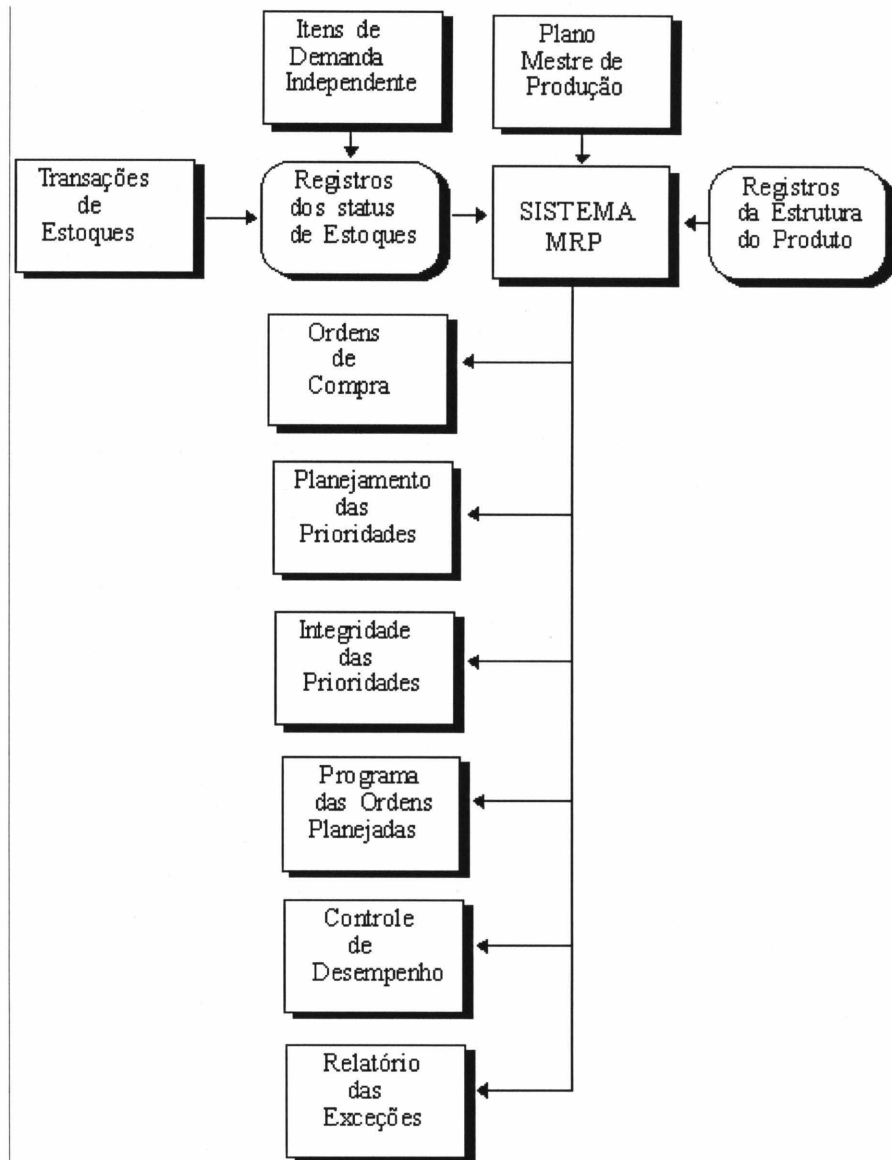 Itens de
Demanda
Independente
Plano
Mestre de
Produção
Transações
de
Estoques
Registros
dos status
de Estoques
SISTEMA
MRP
Registros
da Estrutura
do Produto
Ordens
de
Compra
Planejamento
das
Prioridades
Integridade
das
Prioridades
Programa
das Ordens
Planejadas
Controle
de
Desempenho
Relatório
das
Exceções